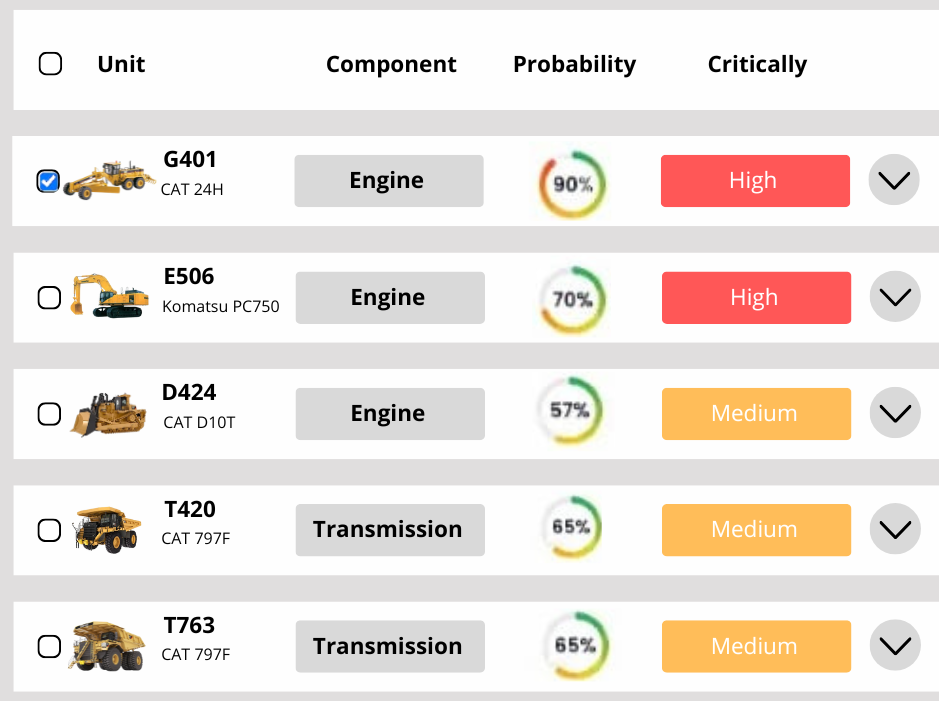 Unit Component Probability Critically
G401
CAT 24H
Engine 90% High
E506
Komatsu PC750
Engine 70% High
D424
CAT D10T
Engine 57% Medium
T420
CAT 797F
Transmission 65% Medium
T763
CAT 797F
Transmission 65% Medium